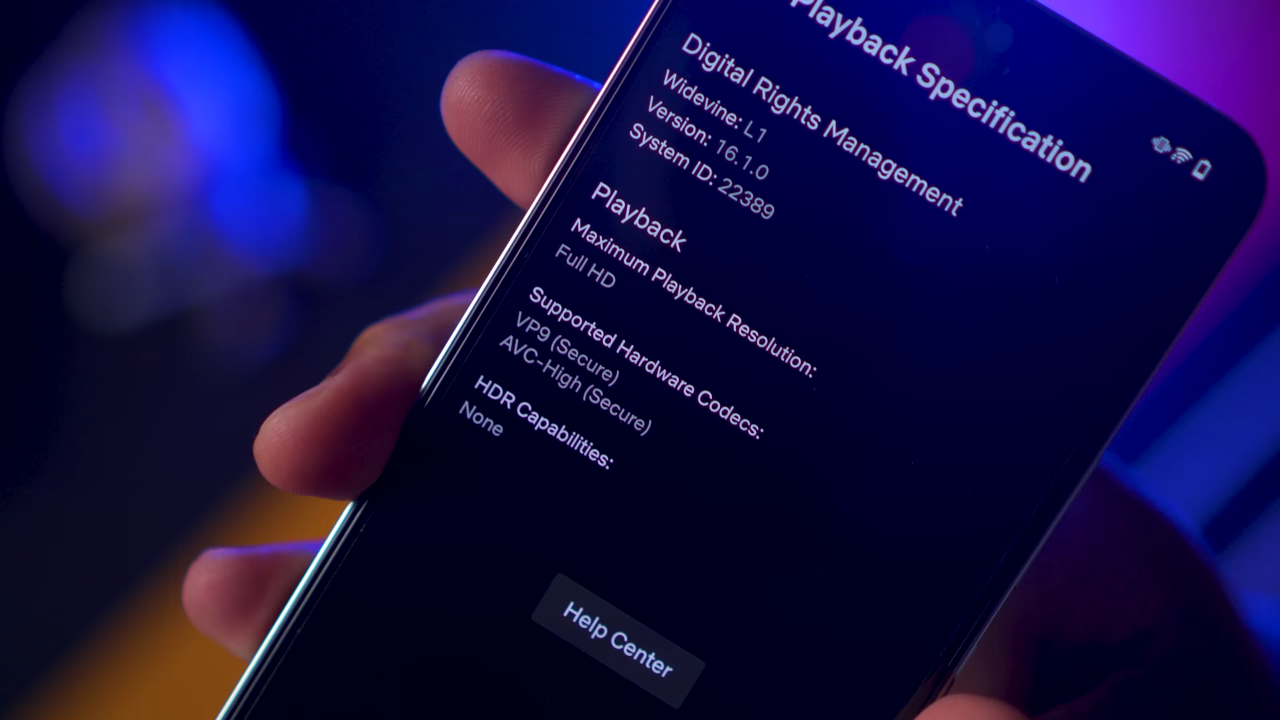 Playback Specification
Digital Rights Management
Widevine: L1
Version: 16.1.0
System ID: 22389
Playback
Maximum Playback Resolution:
Full HD
Supported Hardware Codecs:
VP9 (Secure)
AVC-High (Secure)
HDR Capabilities:
None
Help Center